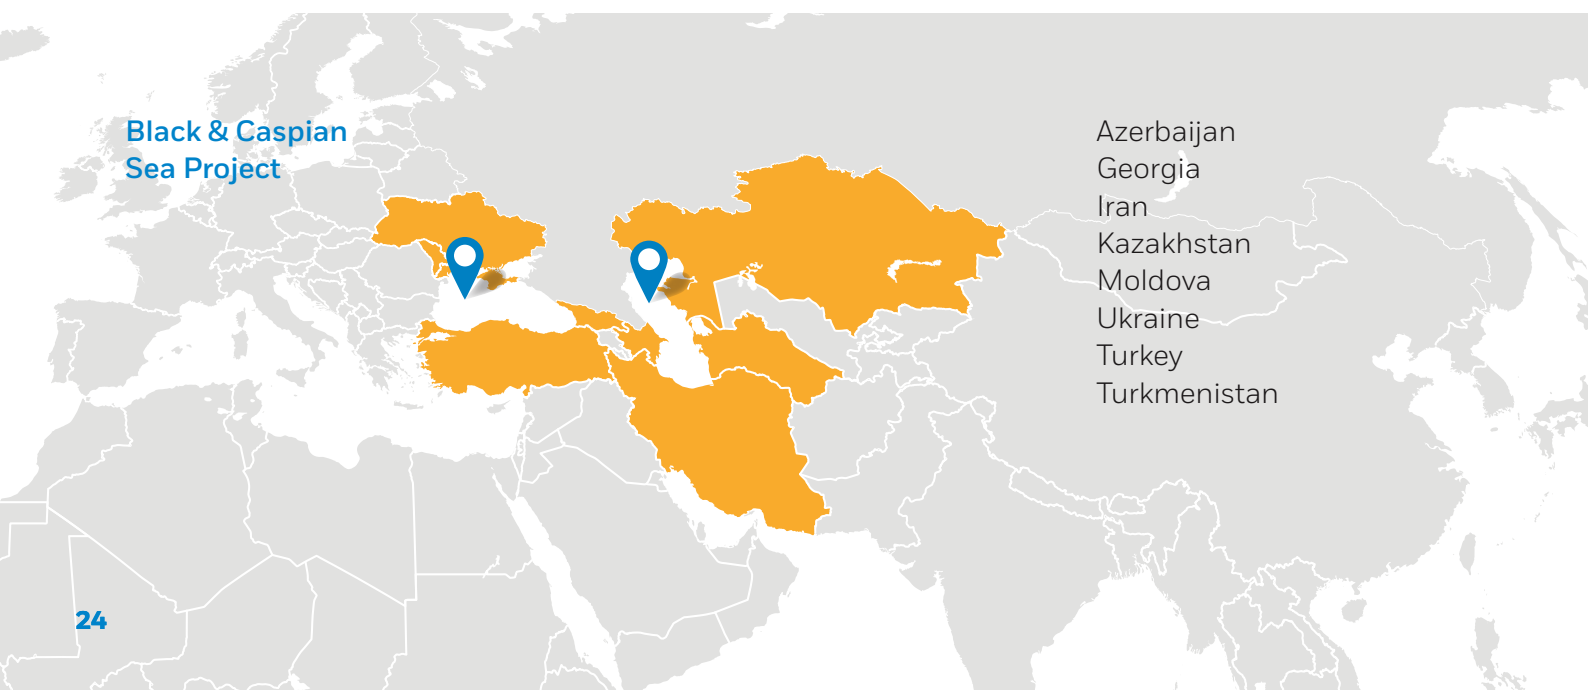 Black & Caspian
Sea Project
Azerbaijan
Georgia
Iran
Kazakhstan
Moldova
Ukraine
Turkey
Turkmenistan
24